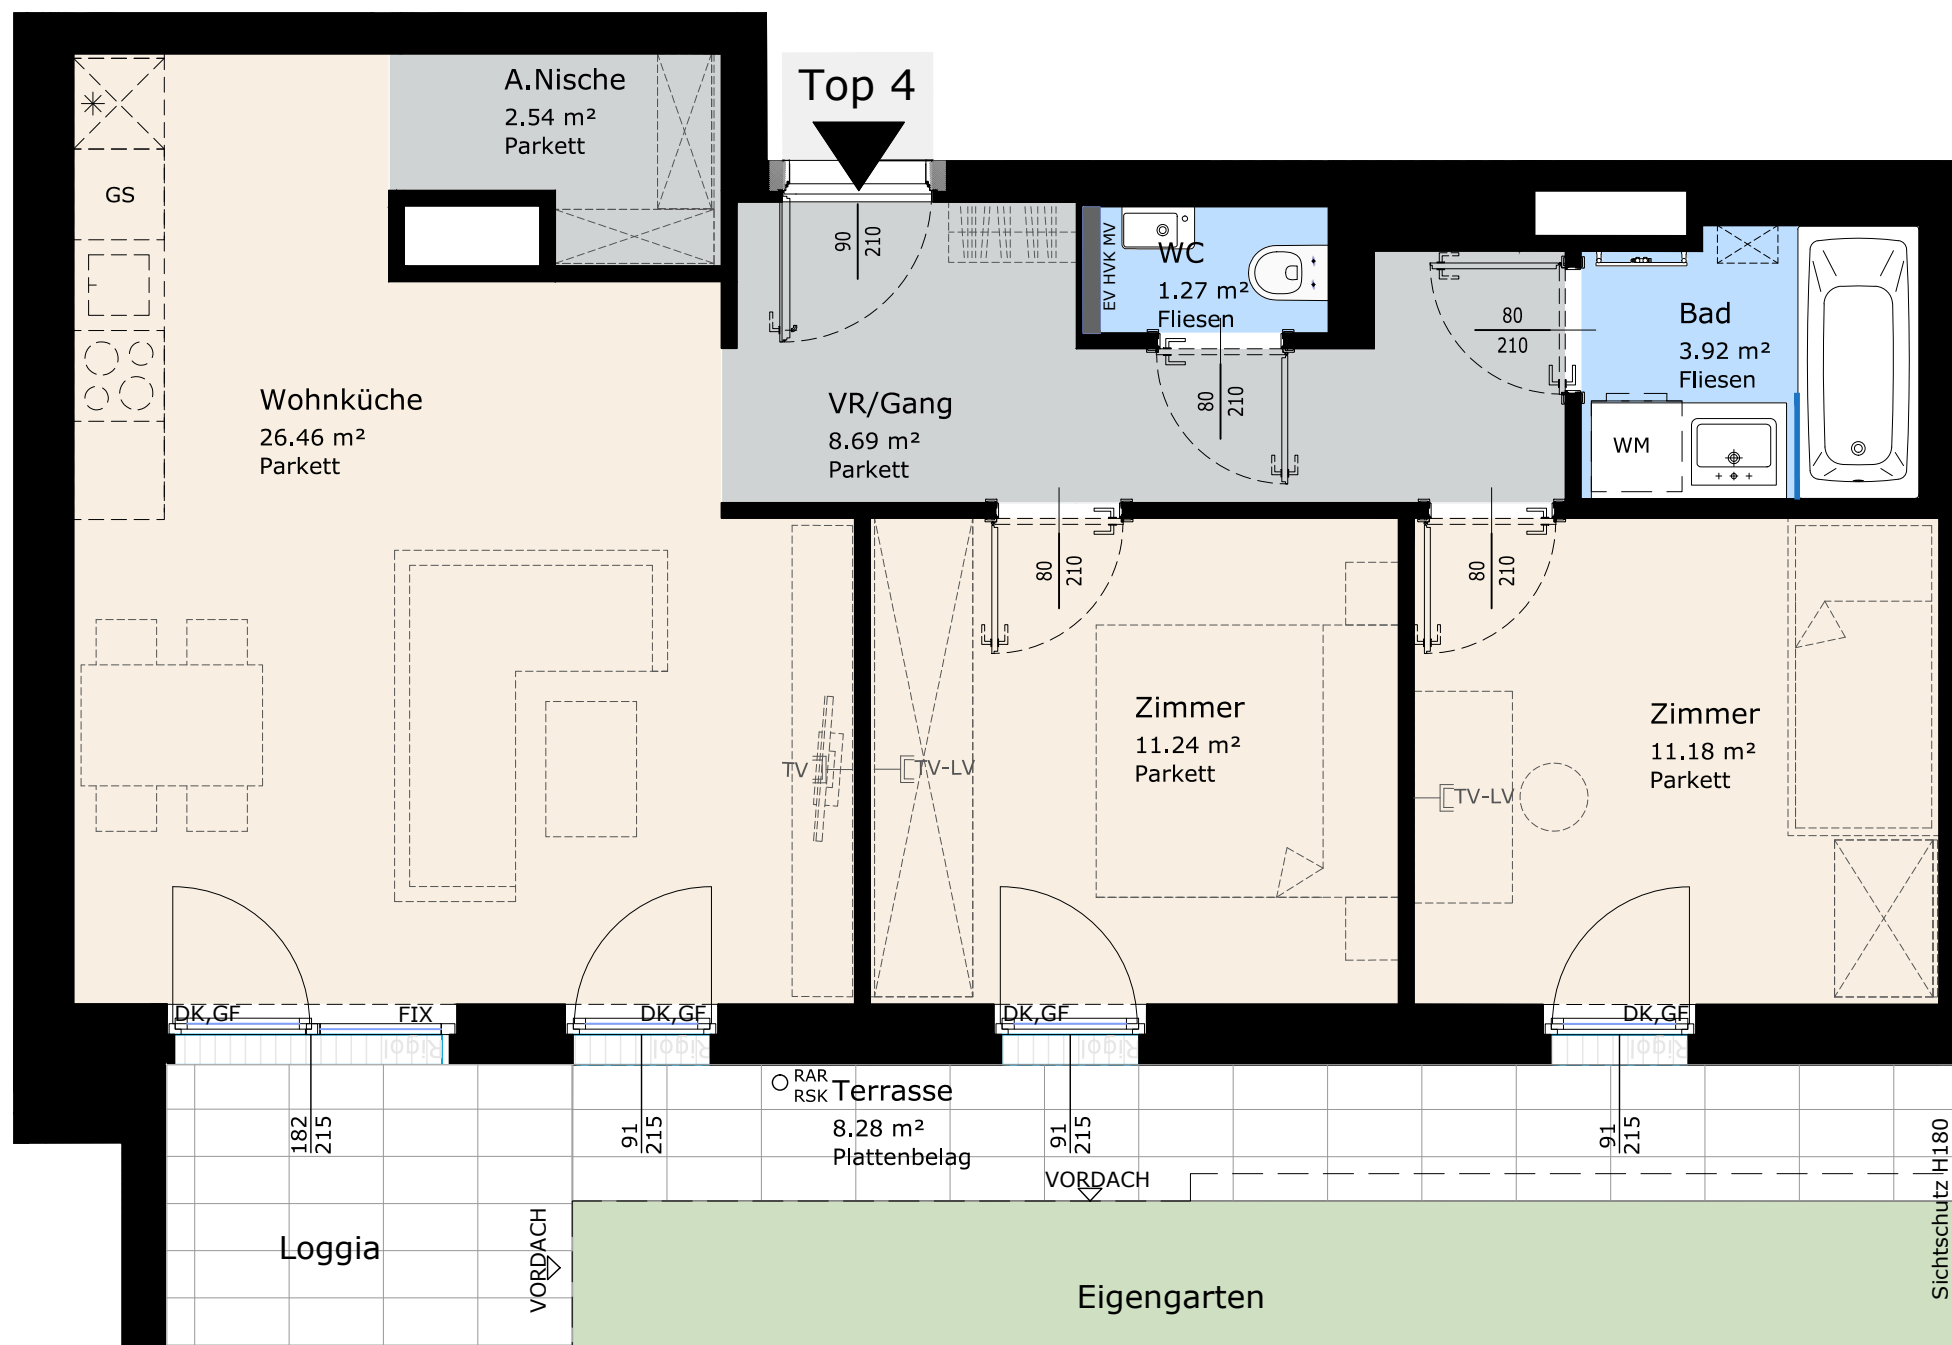 Top 4
A.Nische
2.54 m²
Parkett
GS
90
210
EV HVK MV
WC
1.27 m²
Fliesen
80
210
80
210
Bad
3.92 m²
Fliesen
WM
Wohnküche
26.46 m²
Parkett
VR/Gang
8.69 m²
Parkett
80
210
80
210
Zimmer
11.24 m²
Parkett
Zimmer
11.18 m²
Parkett
TV
TV-LV
TV-LV
DK,GF
FIX
DK,GF
DK,GF
DK,GF
Rigol
Rigol
Rigol
Rigol
RAR
RSK
Terrasse
8.28 m²
Plattenbelag
182
215
91
215
91
215
91
215
VORDACH
VORDACH
Sichtschutz H180
Loggia
Eigengarten